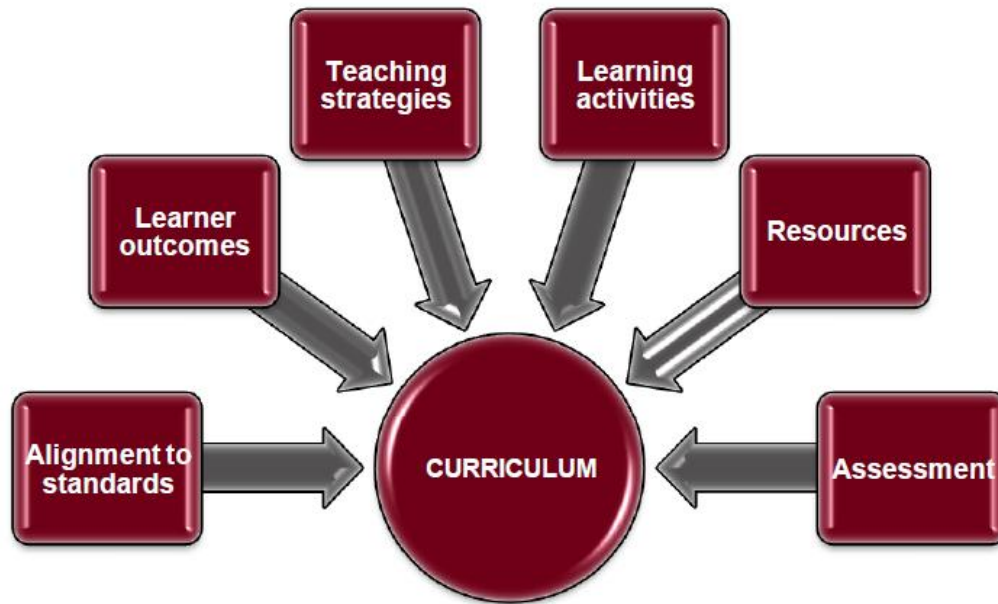 Teaching
strategies
Learning
activities
Learner
outcomes
Resources
Alignment to
standards
CURRICULUM
Assessment